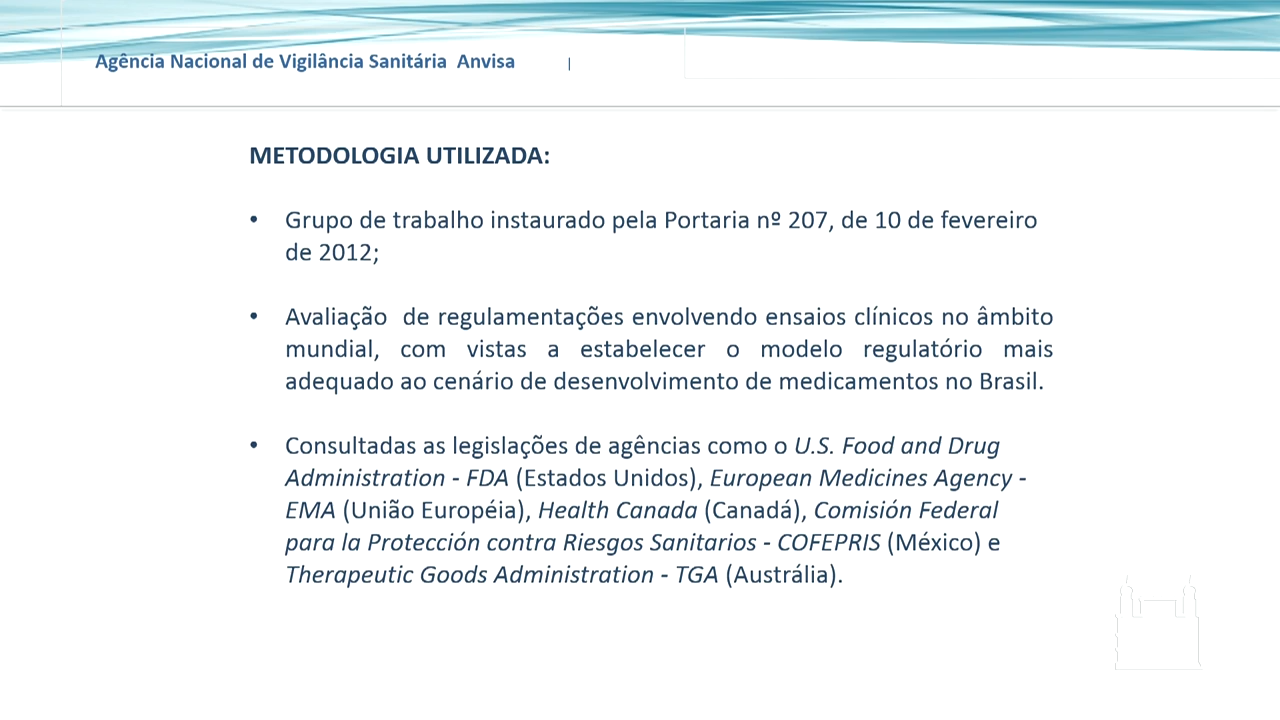 Agência Nacional de Vigilância Sanitária  Anvisa |
METODOLOGIA UTILIZADA:
• Grupo de trabalho instaurado pela Portaria nº 207, de 10 de fevereiro
de 2012;
• Avaliação  de regulamentações envolvendo ensaios clínicos no âmbito
mundial, com vistas a estabelecer o modelo regulatório mais
adequado ao cenário de desenvolvimento de medicamentos no Brasil.
• Consultadas as legislações de agências como o U.S. Food and Drug
Administration - FDA (Estados Unidos), European Medicines Agency -
EMA (União Européia), Health Canada (Canadá), Comisión Federal
para la Protección contra Riesgos Sanitarios - COFEPRIS (México) e
Therapeutic Goods Administration - TGA (Austrália).